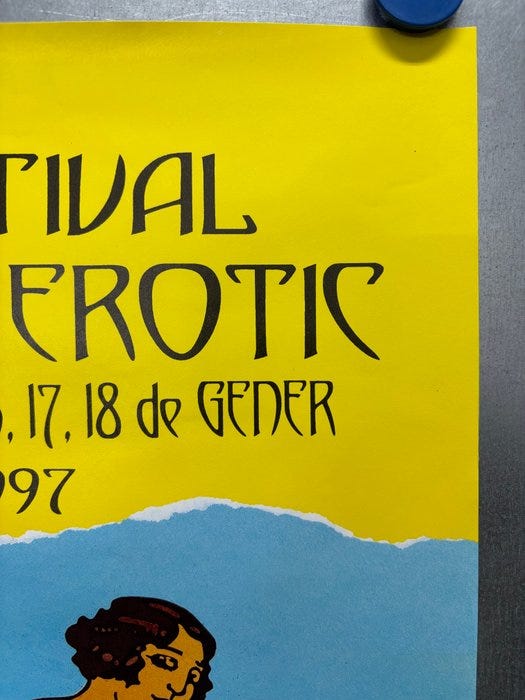 TIVAL
EROTIC
, 17, 18 de GENER
997